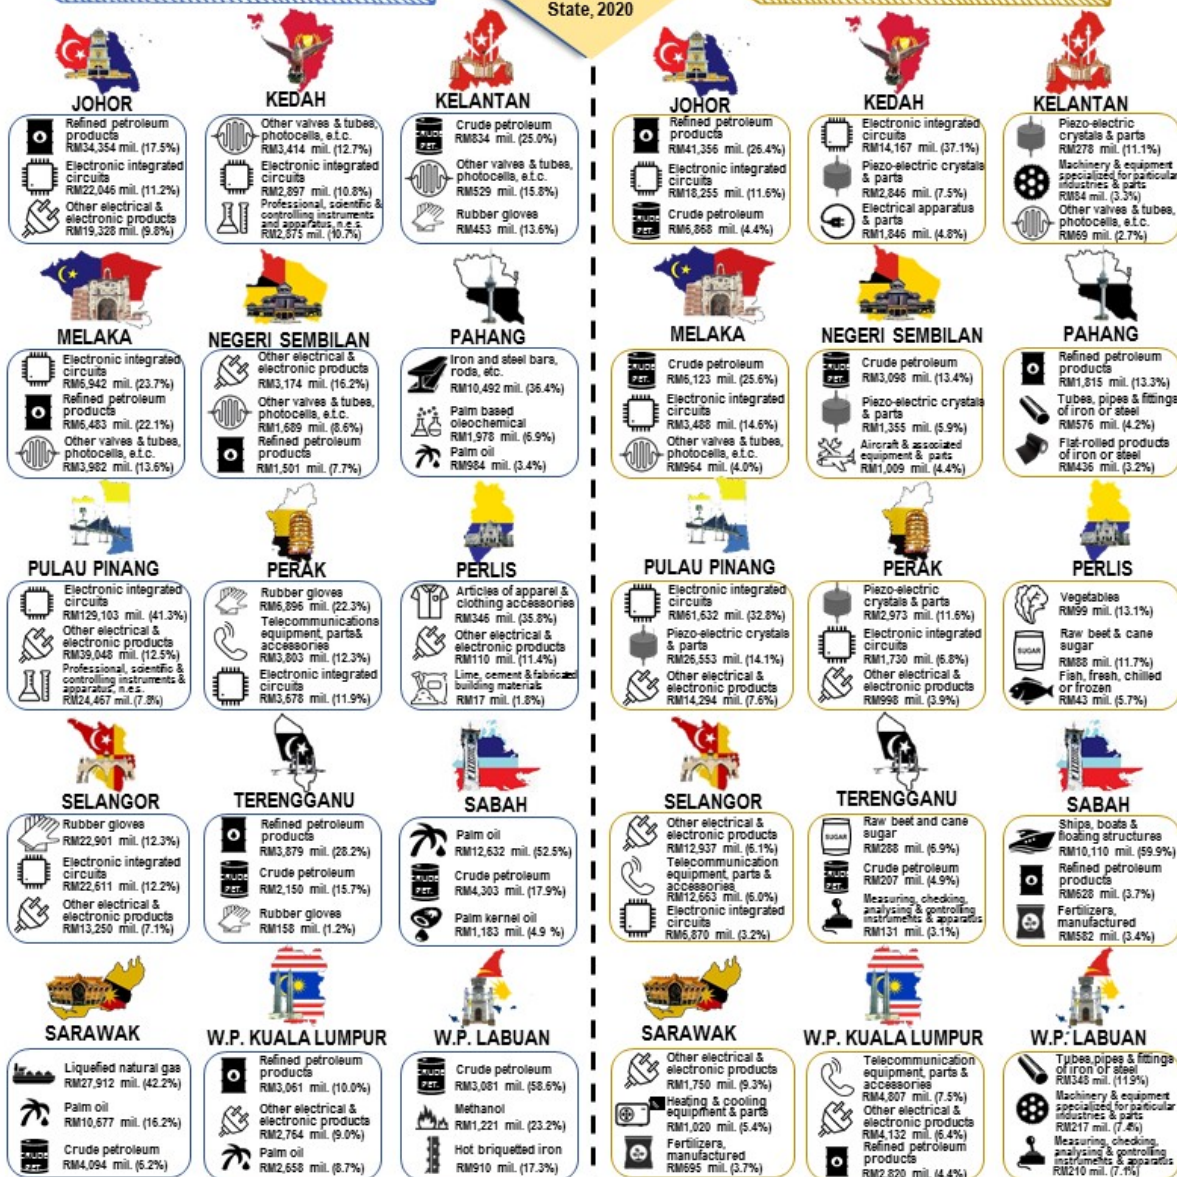 State, 2020
JOHOR
Refined petroleum
products
RM34,354 mil. (17.5%)
Electronic integrated
circuits
RM22,046 mil. (11.2%)
Other electrical &
electronic products
RM19,328 mil. (9.8%)
KEDAH
Other valves & tubes,
photocells, e.t.c.
RM3,414 mil. (12.7%)
Electronic integrated
circuits
RM2,897 mil. (10.8%)
Professional, scientific &
controlling instruments
and apparatus, n.e.s.
RM2,875 mil. (10.7%)
KELANTAN
CRUDE
PET.
Crude petroleum
RM834 mil. (25.0%)
Other valves & tubes,
photocells, e.t.c.
RM529 mil. (15.8%)
Rubber gloves
RM453 mil. (13.6%)
MELAKA
Electronic integrated
circuits
RM6,942 mil. (23.7%)
Refined petroleum
products
RM6,483 mil. (22.1%)
Other valves & tubes,
photocells, e.t.c.
RM3,982 mil. (13.6%)
NEGERI SEMBILAN
Other electrical &
electronic products
RM3,174 mil. (16.2%)
Other valves & tubes,
photocells, e.t.c.
RM1,689 mil. (8.6%)
Refined petroleum
products
RM1,501 mil. (7.7%)
PAHANG
Iron and steel bars,
rods, etc.
RM10,492 mil. (36.4%)
Palm based
oleochemical
RM1,978 mil. (6.9%)
Palm oil
RM984 mil. (3.4%)
PULAU PINANG
Electronic integrated
circuits
RM129,103 mil. (41.3%)
Other electrical &
electronic products
RM39,048 mil. (12.5%)
Professional, scientific &
controlling instruments &
apparatus, n.e.s.
RM24,467 mil. (7.8%)
PERAK
Rubber gloves
RM6,896 mil. (22.3%)
Telecommunications
equipment, parts&
accessories
RM3,803 mil. (12.3%)
Electronic integrated
circuits
RM3,678 mil. (11.9%)
PERLIS
Articles of apparel &
clothing accessories
RM346 mil. (35.8%)
Other electrical &
electronic products
RM110 mil. (11.4%)
Lime, cement & fabricated
building materials
RM17 mil. (1.8%)
SELANGOR
Rubber gloves
RM22,901 mil. (12.3%)
Electronic integrated
circuits
RM22,611 mil. (12.2%)
Other electrical &
electronic products
RM13,250 mil. (7.1%)
TERENGGANU
Refined petroleum
products
RM3,879 mil. (28.2%)
CRUDE
PET.
Crude petroleum
RM2,150 mil. (15.7%)
Rubber gloves
RM158 mil. (1.2%)
SABAH
Palm oil
RM12,632 mil. (52.5%)
CRUDE
PET.
Crude petroleum
RM4,303 mil. (17.9%)
Palm kernel oil
RM1,183 mil. (4.9 %)
SARAWAK
Liquefied natural gas
RM27,912 mil. (42.2%)
Palm oil
RM10,677 mil. (16.2%)
CRUDE
PET.
Crude petroleum
RM4,094 mil. (6.2%)
W.P. KUALA LUMPUR
Refined petroleum
products
RM3,061 mil. (10.0%)
Other electrical &
electronic products
RM2,764 mil. (9.0%)
Palm oil
RM2,658 mil. (8.7%)
W.P. LABUAN
CRUDE
PET.
Crude petroleum
RM3,081 mil. (58.6%)
Methanol
RM1,221 mil. (23.2%)
Hot briquetted iron
RM910 mil. (17.3%)
JOHOR
Refined petroleum
products
RM41,356 mil. (26.4%)
Electronic integrated
circuits
RM18,255 mil. (11.6%)
CRUDE
PET.
Crude petroleum
RM6,868 mil. (4.4%)
KEDAH
Electronic integrated
circuits
RM14,167 mil. (37.1%)
Piezo-electric crystals
& parts
RM2,846 mil. (7.5%)
Electrical apparatus
& parts
RM1,846 mil. (4.8%)
KELANTAN
Piezo-electric
crystals & parts
RM278 mil. (11.1%)
Machinery & equipment
specialized for particular
industries & parts
RM84 mil. (3.3%)
Other valves & tubes,
photocells, e.t.c.
RM69 mil. (2.7%)
MELAKA
CRUDE
PET.
Crude petroleum
RM6,123 mil. (25.6%)
Electronic integrated
circuits
RM3,488 mil. (14.6%)
Other valves & tubes,
photocells, e.t.c.
RM964 mil. (4.0%)
NEGERI SEMBILAN
CRUDE
PET.
Crude petroleum
RM3,098 mil. (13.4%)
Piezo-electric crystals
& parts
RM1,355 mil. (5.9%)
Aircraft & associated
equipment & parts
RM1,009 mil. (4.4%)
PAHANG
Refined petroleum
products
RM1,815 mil. (13.3%)
Tubes, pipes & fittings
of iron or steel
RM576 mil. (4.2%)
Flat-rolled products
of iron or steel
RM436 mil. (3.2%)
PULAU PINANG
Electronic integrated
circuits
RM61,632 mil. (32.8%)
Piezo-electric crystals
& parts
RM26,553 mil. (14.1%)
Other electrical &
electronic products
RM14,294 mil. (7.6%)
PERAK
Piezo-electric
crystals & parts
RM2,973 mil. (11.6%)
Electronic integrated
circuits
RM1,730 mil. (6.8%)
Other electrical &
electronic products
RM998 mil. (3.9%)
PERLIS
Vegetables
RM99 mil. (13.1%)
SUGAR
Raw beet & cane
sugar
RM88 mil. (11.7%)
Fish, fresh, chilled
or frozen
RM43 mil. (5.7%)
SELANGOR
Other electrical &
electronic products
RM12,937 mil. (6.1%)
Telecommunication
equipment, parts &
accessories
RM12,663 mil. (6.0%)
Electronic integrated
circuits
RM6,870 mil. (3.2%)
TERENGGANU
SUGAR
Raw beet and cane
sugar
RM288 mil. (6.9%)
CRUDE
PET.
Crude petroleum
RM207 mil. (4.9%)
Measuring, checking,
analysing & controlling
instruments & apparatus
RM131 mil. (3.1%)
SABAH
Ships, boats &
floating structures
RM10,110 mil. (59.9%)
Refined petroleum
products
RM628 mil. (3.7%)
Fertilizers,
manufactured
RM582 mil. (3.4%)
SARAWAK
Other electrical &
electronic products
RM1,750 mil. (9.3%)
Heating & cooling
equipment & parts
RM1,020 mil. (5.4%)
Fertilizers,
manufactured
RM695 mil. (3.7%)
W.P. KUALA LUMPUR
Telecommunication
equipment, parts &
accessories
RM4,807 mil. (7.5%)
Other electrical &
electronic products
RM4,132 mil. (6.4%)
Refined petroleum
products
RM2,820 mil. (4.4%)
W.P. LABUAN
Tubes,pipes & fittings
of iron or steel
RM348 mil. (11.9%)
Machinery & equipment
specialized for particular
industries & parts
RM217 mil. (7.4%)
Measuring, checking,
analysing & controlling
instruments & apparatus
RM210 mil. (7.1%)